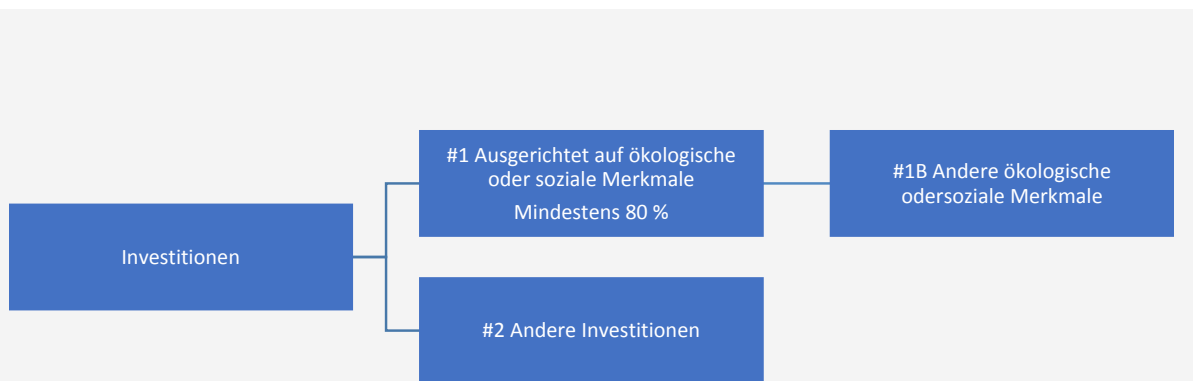 Investitionen
#1 Ausgerichtet auf ökologische
oder soziale Merkmale
Mindestens 80 %
#1B Andere ökologische
odersoziale Merkmale
#2 Andere Investitionen